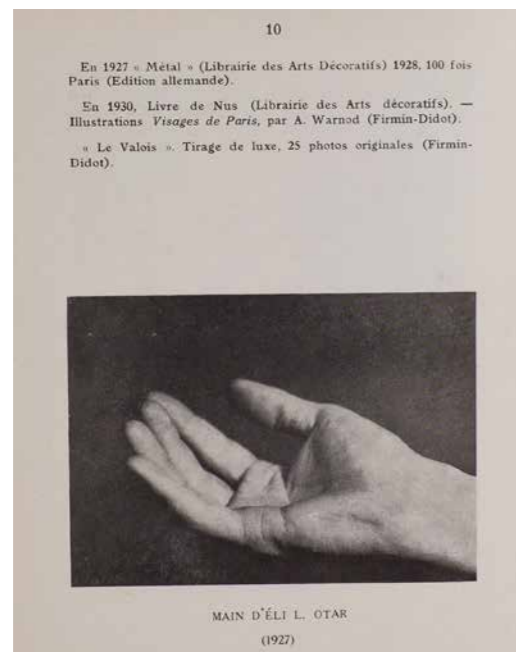 10
En 1927 « Métal » (Librairie des Arts Décoratifs) 1928, 100 fois
Paris (Edition allemande).
En 1930, Livre de Nus (Librairie des Arts décoratifs). —
Illustrations Visages de Paris, par A. Warnod (Firmin-Didot).
« Le Valois ». Tirage de luxe, 25 photos originales (Firmin-
Didot).
MAIN D'ÉLI L. OTAR
(1927)